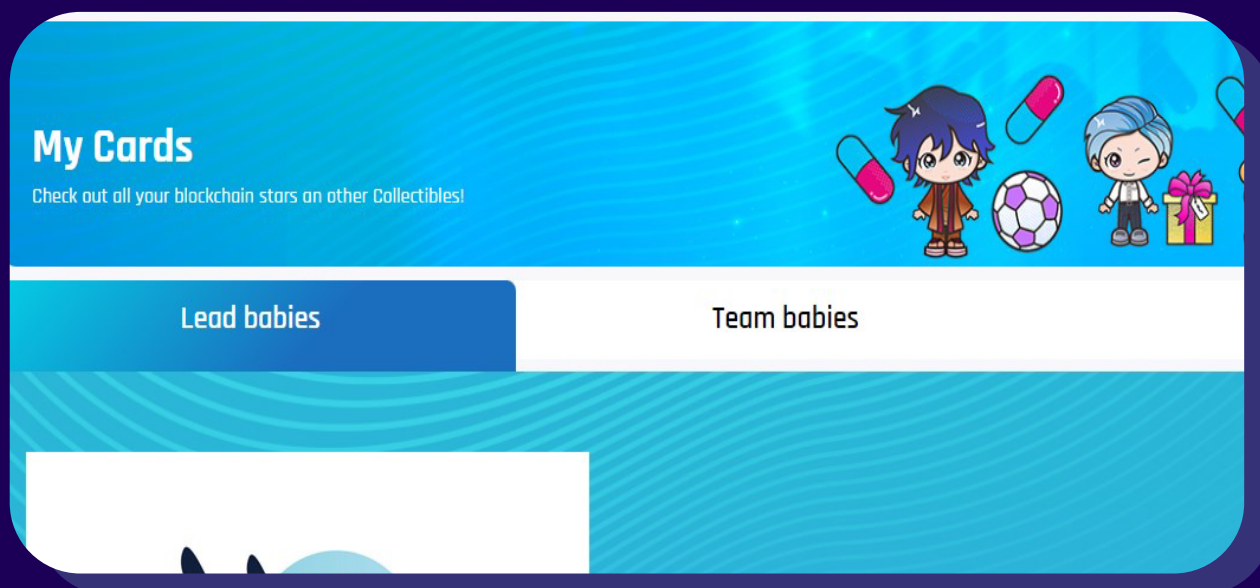 My Cards
Check out all your blockchain stars an other Collectibles!
Lead babies
Team babies